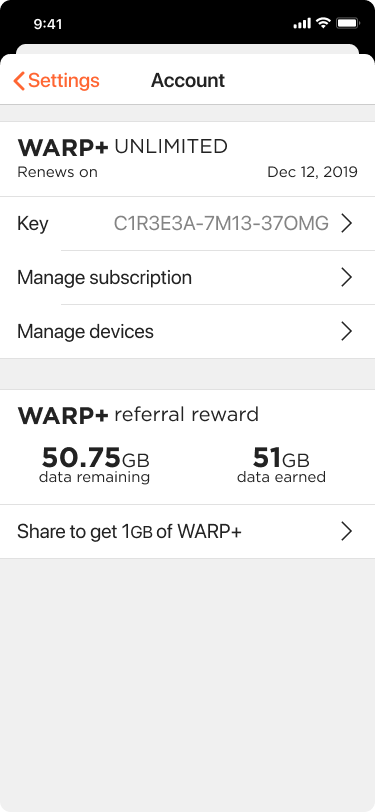 9:41
Settings Account
WARP+ UNLIMITED
Renews on Dec 12, 2019
Key C1R3E3A-7M13-37OMG
Manage subscription
Manage devices
WARP+ referral reward
50.75GB 51GB
data remaining data earned
Share to get 1GB of WARP+